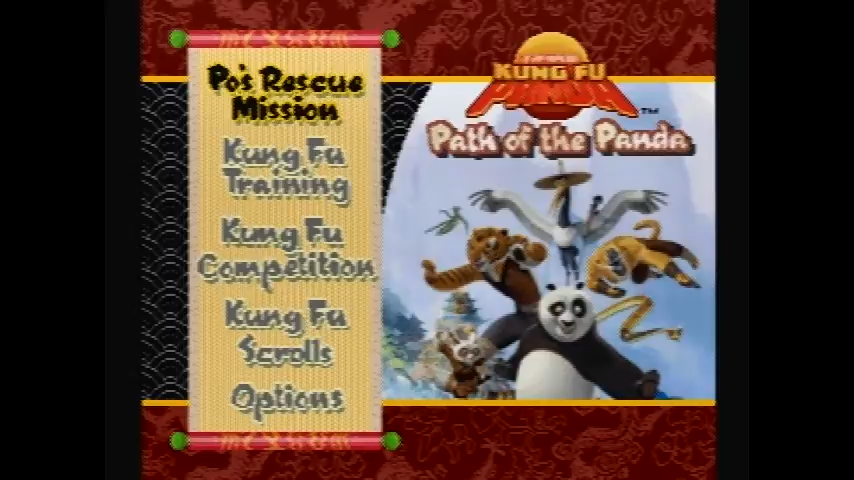 Po's Rescue
Mission
Kung Fu
Training
Kung Fu
Competition
Kung Fu
Scrolls
Options
KUNG FU
PANDA
™
Path of the Panda